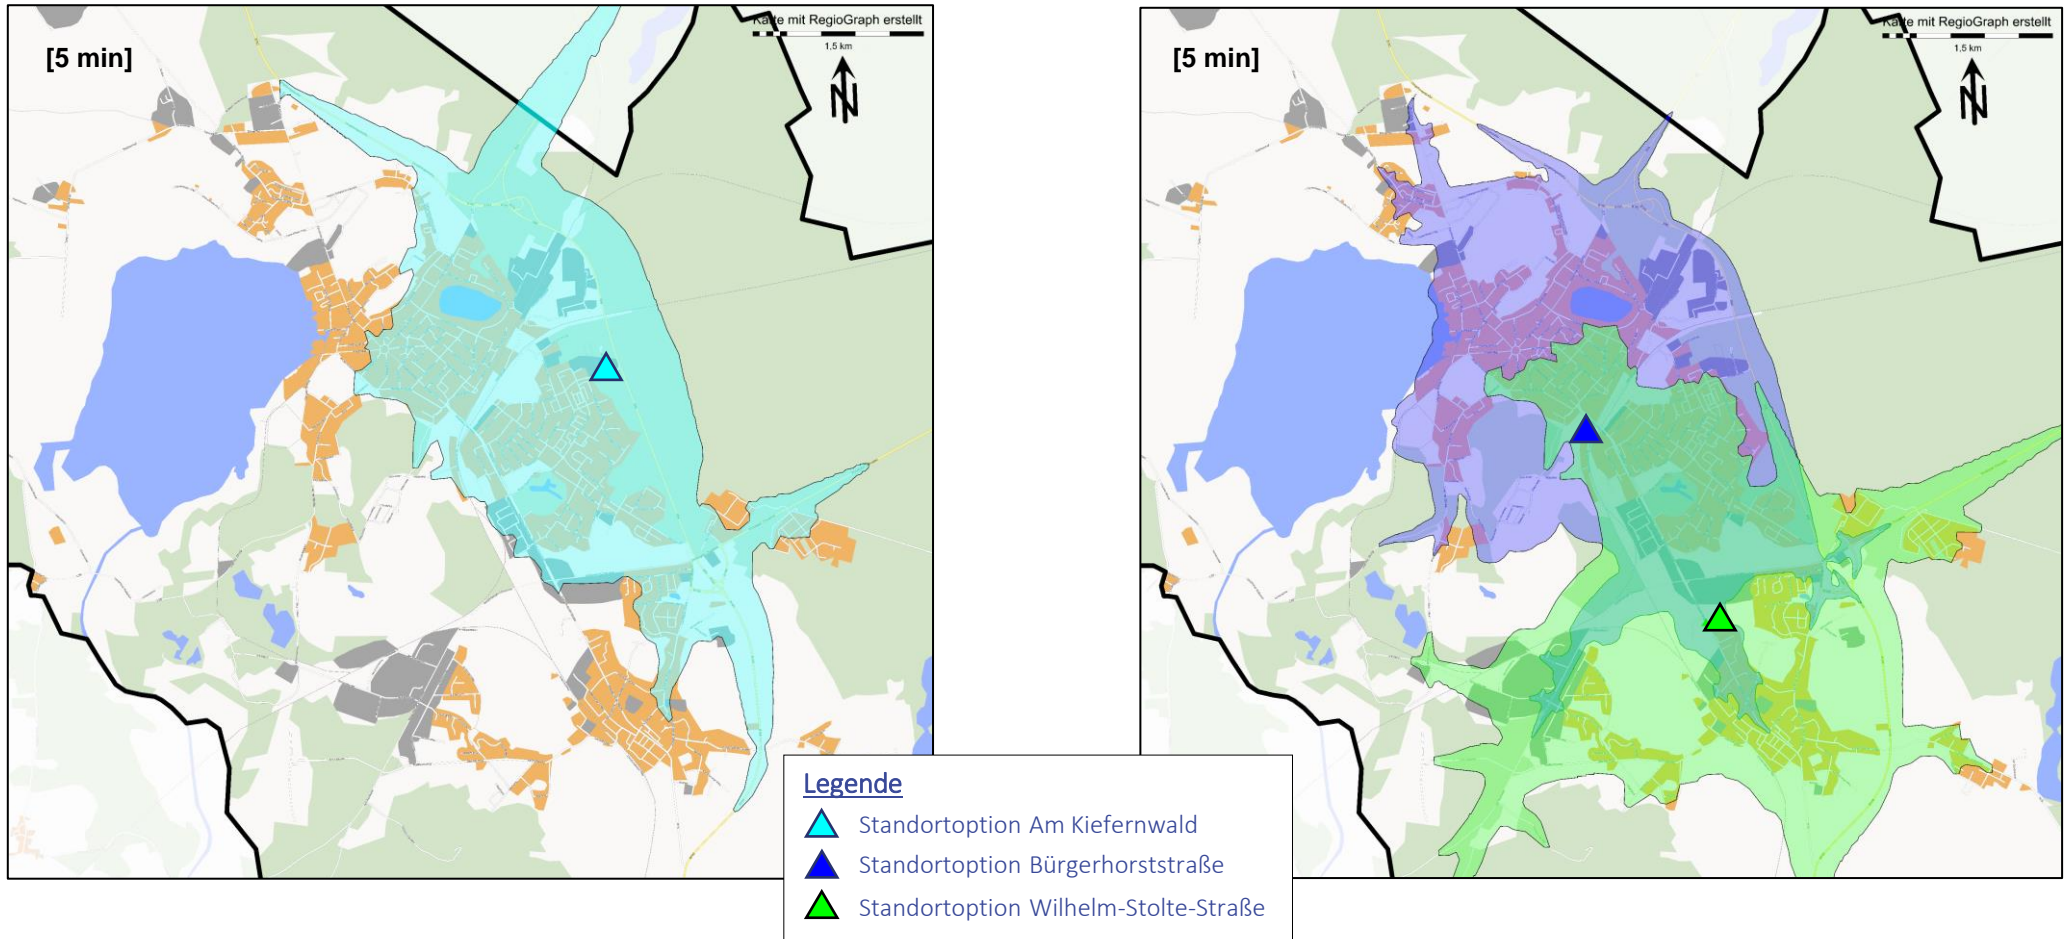 [5 min]
Karte mit RegioGraph erstellt
1,5 km
N
[5 min]
Karte mit RegioGraph erstellt
1,5 km
N
Legende
Standortoption Am Kiefernwald
Standortoption Bürgerhorststraße
Standortoption Wilhelm-Stolte-Straße